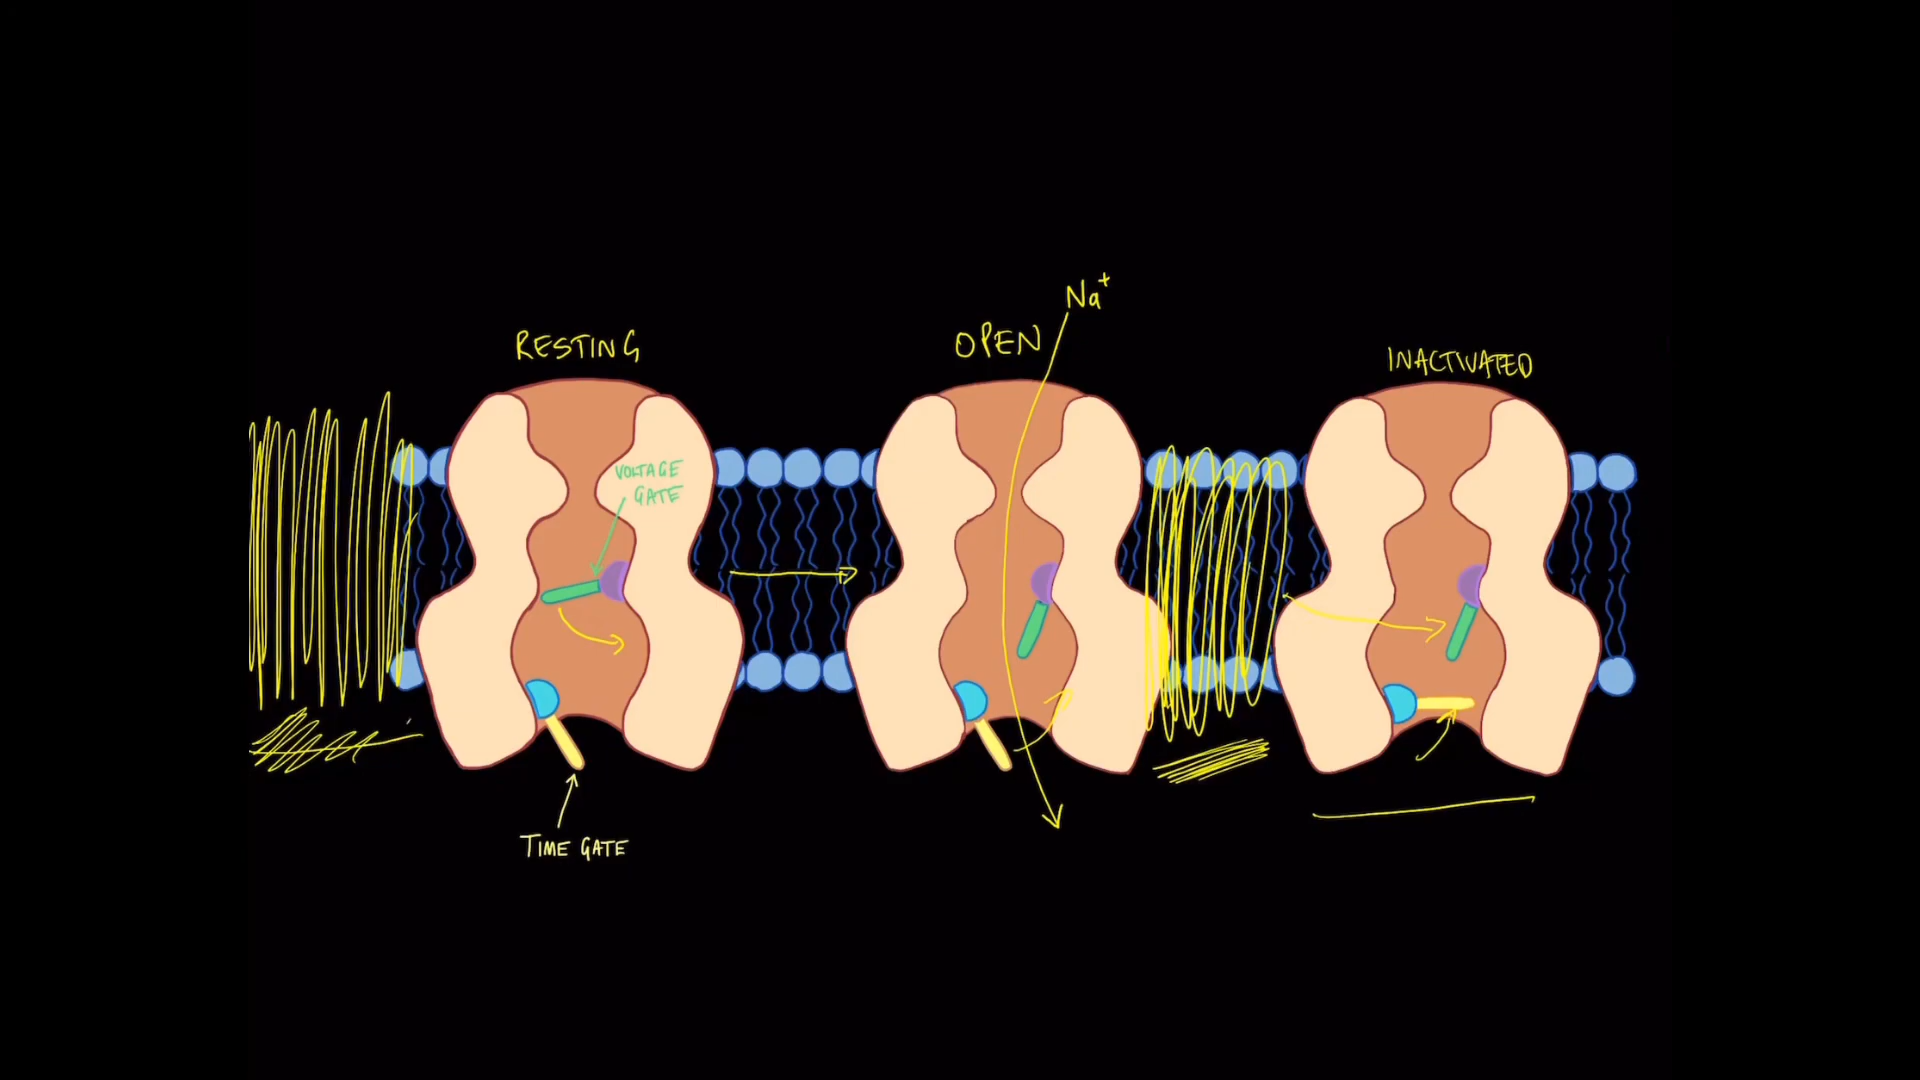 Na+
RESTING
OPEN
INACTIVATED
VOLTAGE
GATE
TIME GATE